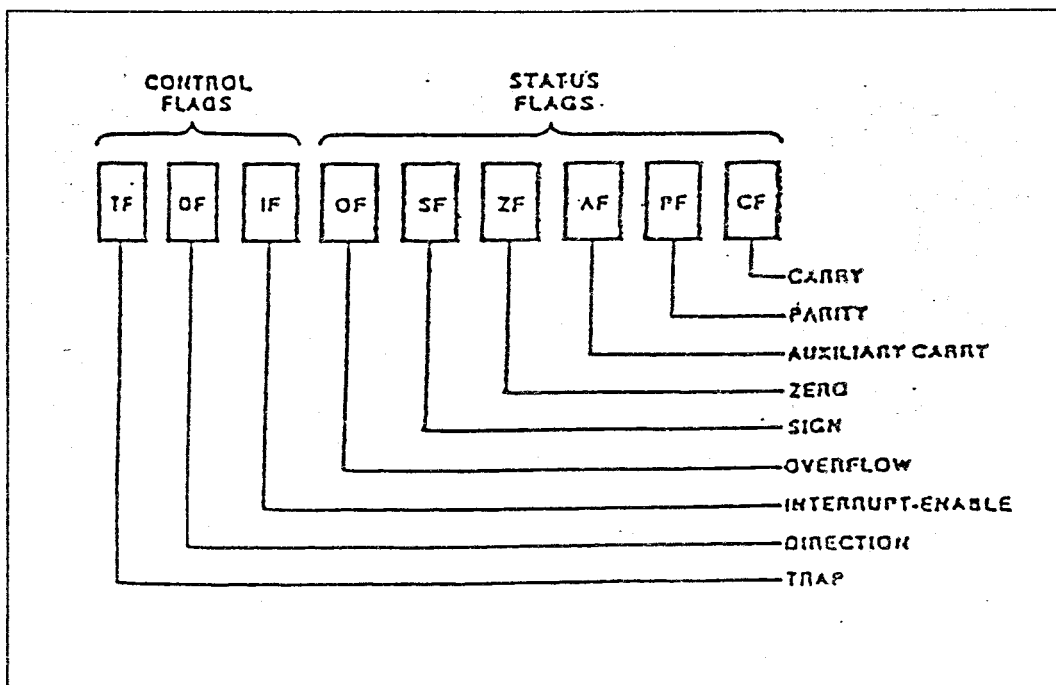 CONTROL
FLAGS
STATUS
FLAGS
TF DF IF OF SF ZF AF PF CF
CARRY
PARITY
AUXILIARY CARRY
ZERO
SIGN
OVERFLOW
INTERRUPT-ENABLE
DIRECTION
TRAP